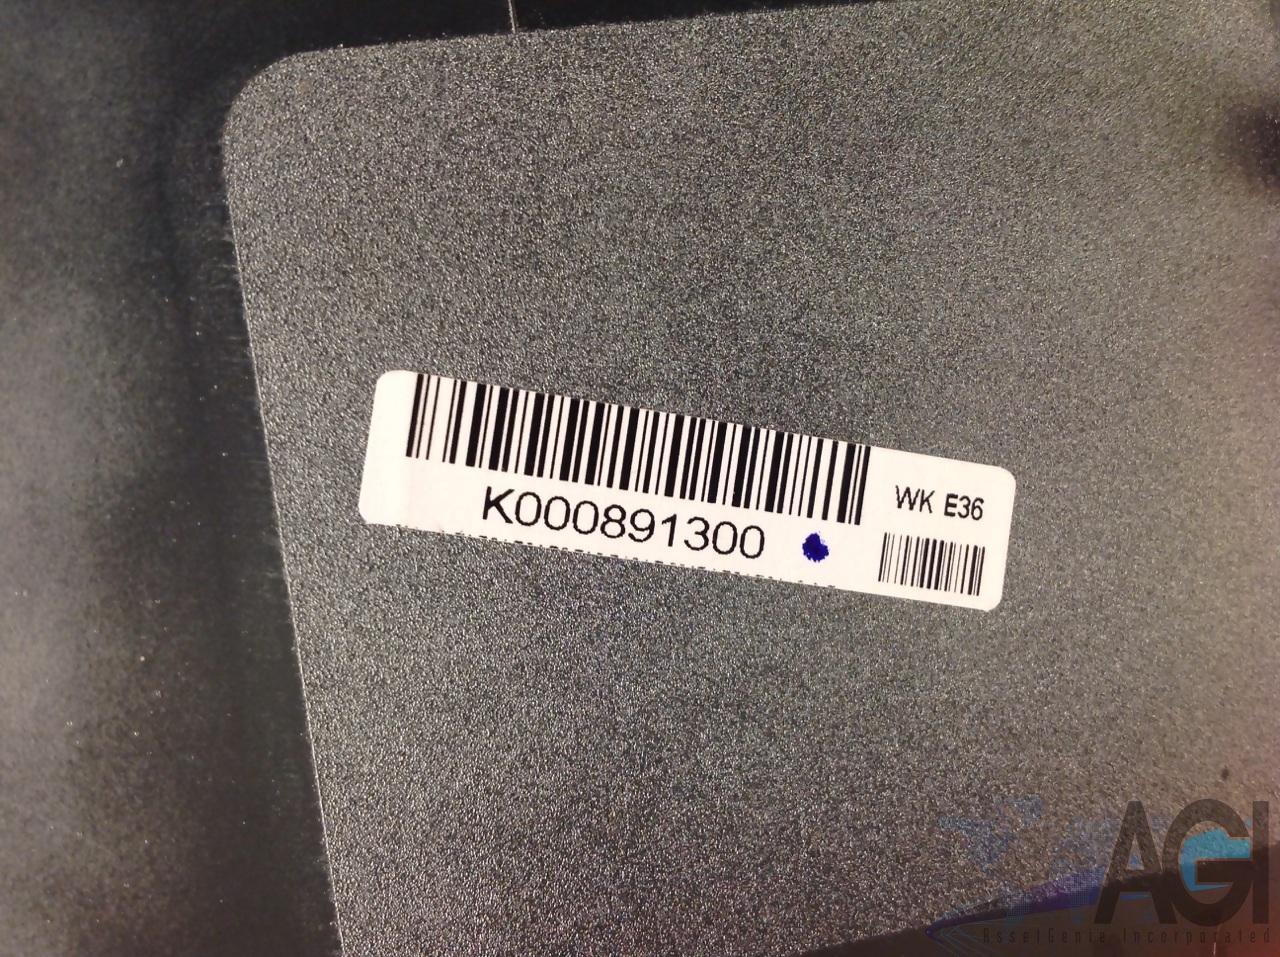 K000891300
WK E36
AGI
AssetGenie Incorporated